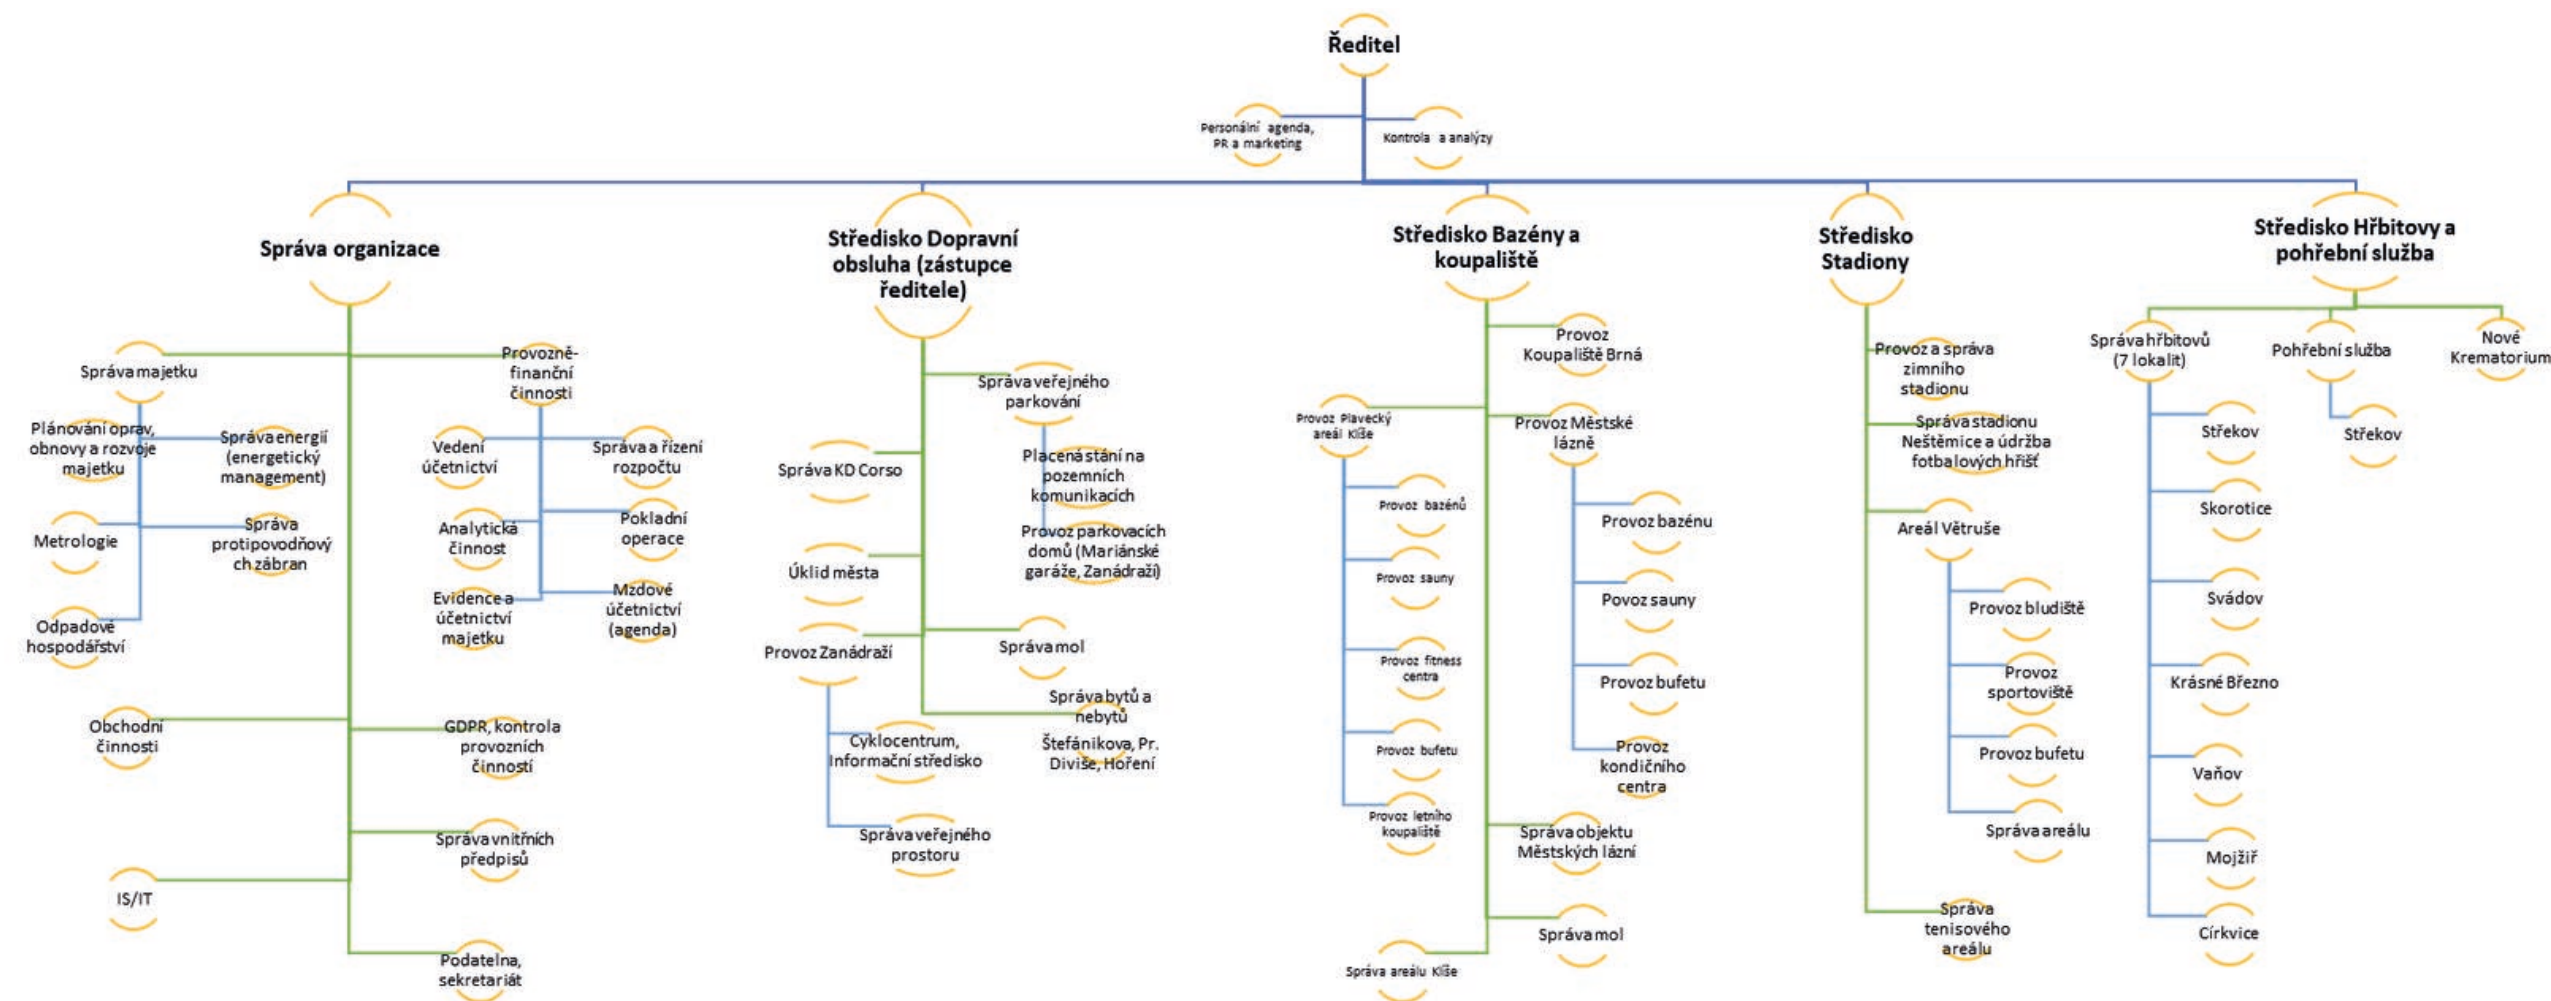 Ředitel
Personální agenda,
PR a marketing
Kontrola a analýzy
Správa organizace
Správa majetku
Plánování oprav,
obnovy a rozvoje
majetku
Správa energií
(energetický
management)
Metrologie
Správa
protipovodňový
ch zábran
Odpadové
hospodářství
Provozně-
finanční
činnosti
Vedení
účetnictví
Správa a řízení
rozpočtu
Analytická
činnost
Pokladní
operace
Evidence a
účetnictví
majetku
Mzdové
účetnictví
(agenda)
Obchodní
činnosti
GDPR, kontrola
provozních
činností
Správa vnitřních
předpisů
IS/IT
Podatelna,
sekretariát
Středisko Dopravní
obsluha (zástupce
ředitele)
Správa veřejného
parkování
Placená stání na
pozemních
komunikacích
Provoz parkovacích
domů (Mariánské
garáže, Zanádraží)
Správa KD Corso
Úklid města
Provoz Zanádraží
Cyklocentrum,
Informační středisko
Správa veřejného
prostoru
Správa mol
Správa bytů a
nebytů
Štefánikova, Pr.
Diviše, Hoření
Středisko Bazény a
koupaliště
Provoz
Koupaliště Brná
Provoz Plavecký
areál Klíše
Provoz bazénů
Provoz sauny
Provoz fitness
centra
Provoz bufetu
Provoz letního
koupaliště
Provoz Městské
lázně
Provoz bazénu
Povoz sauny
Provoz bufetu
Provoz
kondičního
centra
Správa objektu
Městských lázní
Správa mol
Správa areálu Klíše
Středisko
Stadiony
Provoz a správa
zimního
stadionu
Správa stadionu
Neštěmice a údržba
fotbalových hřišť
Areál Větruše
Provoz bludiště
Provoz
sportoviště
Provoz bufetu
Správa areálu
Správa
tenisového
areálu
Středisko Hřbitovy a
pohřební služba
Správa hřbitovů
(7 lokalit)
Střekov
Skorotice
Svádov
Krásné Březno
Vaňov
Mojžíř
Církvice
Pohřební služba
Střekov
Nové
Krematorium